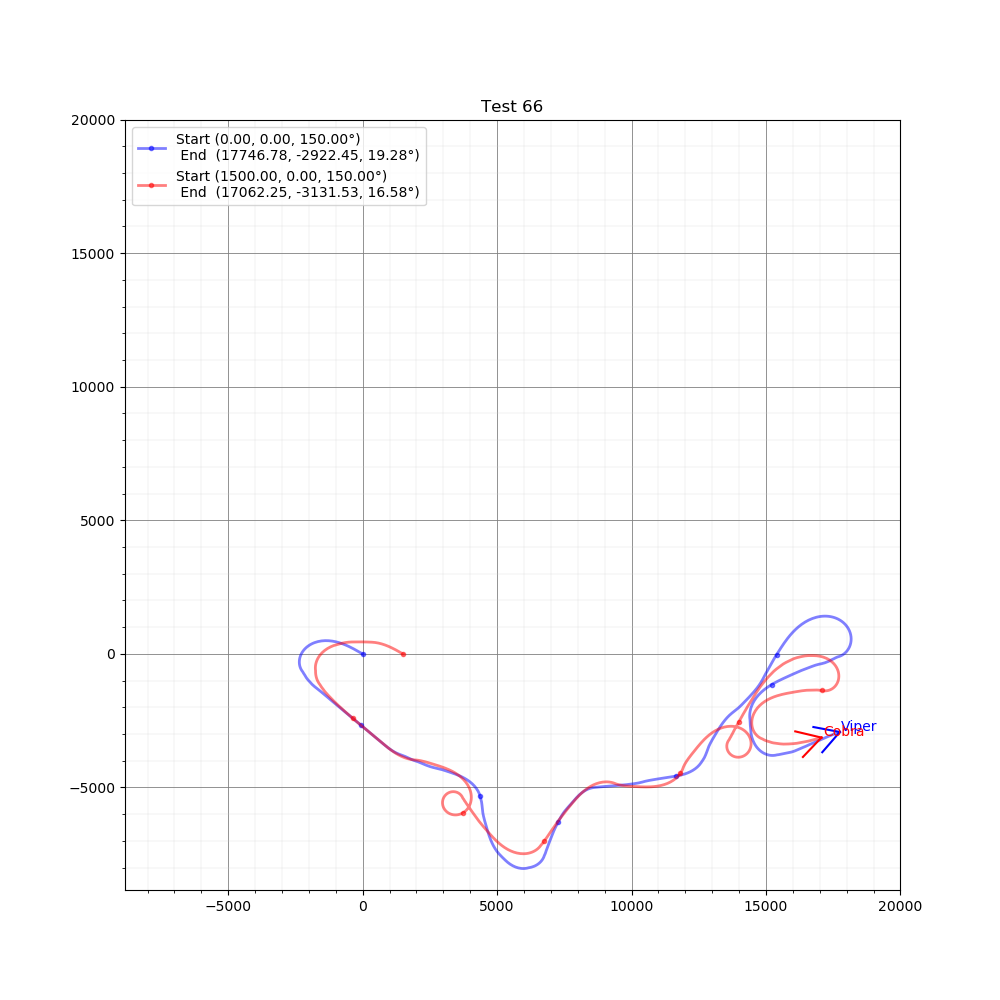 Test 66
Start (0.00, 0.00, 150.00°)
End (17746.78, -2922.45, 19.28°)
Start (1500.00, 0.00, 150.00°)
End (17062.25, -3131.53, 16.58°)
20000
15000
10000
5000
0
−5000
Viper
Cobra
−5000 0 5000 10000 15000 20000